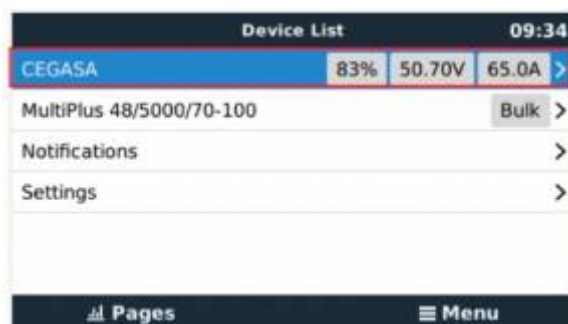 Device List 09:34
CEGASA 83% 50.70V 65.0A >
MultiPlus 48/5000/70-100 Bulk >
Notifications >
Settings >
Pages Menu